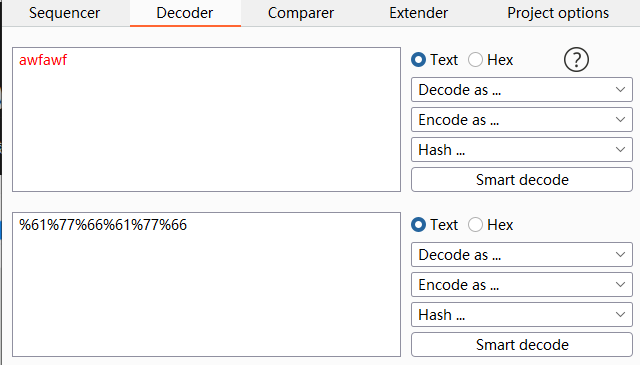 Sequencer Decoder Comparer Extender Project options
awfawf
Text Hex ?
Decode as ...
Encode as ...
Hash ...
Smart decode
%61%77%66%61%77%66
Text Hex
Decode as ...
Encode as ...
Hash ...
Smart decode